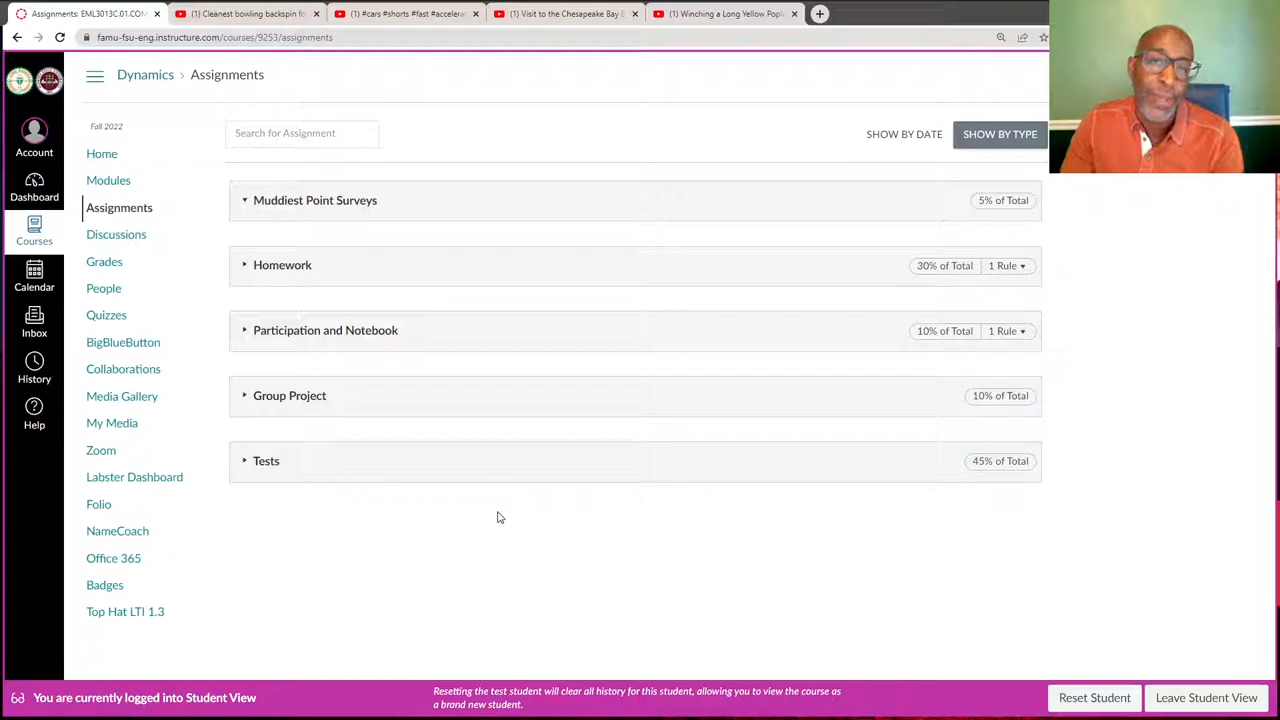 Assignments: EML3013C.01.COM
(1) Cleanest bowling backspin fo
(1) #cars #shorts #fast #accelera
(1) Visit to the Chesapeake Bay B
(1) Winching a Long Yellow Popl
famu-fsu-eng.instructure.com/courses/9253/assignments
Dynamics › Assignments
Account
Dashboard
Courses
Calendar
Inbox
History
Help
Fall 2022
Home
Modules
Assignments
Discussions
Grades
People
Quizzes
BigBlueButton
Collaborations
Media Gallery
My Media
Zoom
Labster Dashboard
Folio
NameCoach
Office 365
Badges
Top Hat LTI 1.3
Search for Assignment
SHOW BY DATE
SHOW BY TYPE
Muddiest Point Surveys
5% of Total
Homework
30% of Total
1 Rule
Participation and Notebook
10% of Total
1 Rule
Group Project
10% of Total
Tests
45% of Total
You are currently logged into Student View
Resetting the test student will clear all history for this student, allowing you to view the course as
a brand new student.
Reset Student
Leave Student View